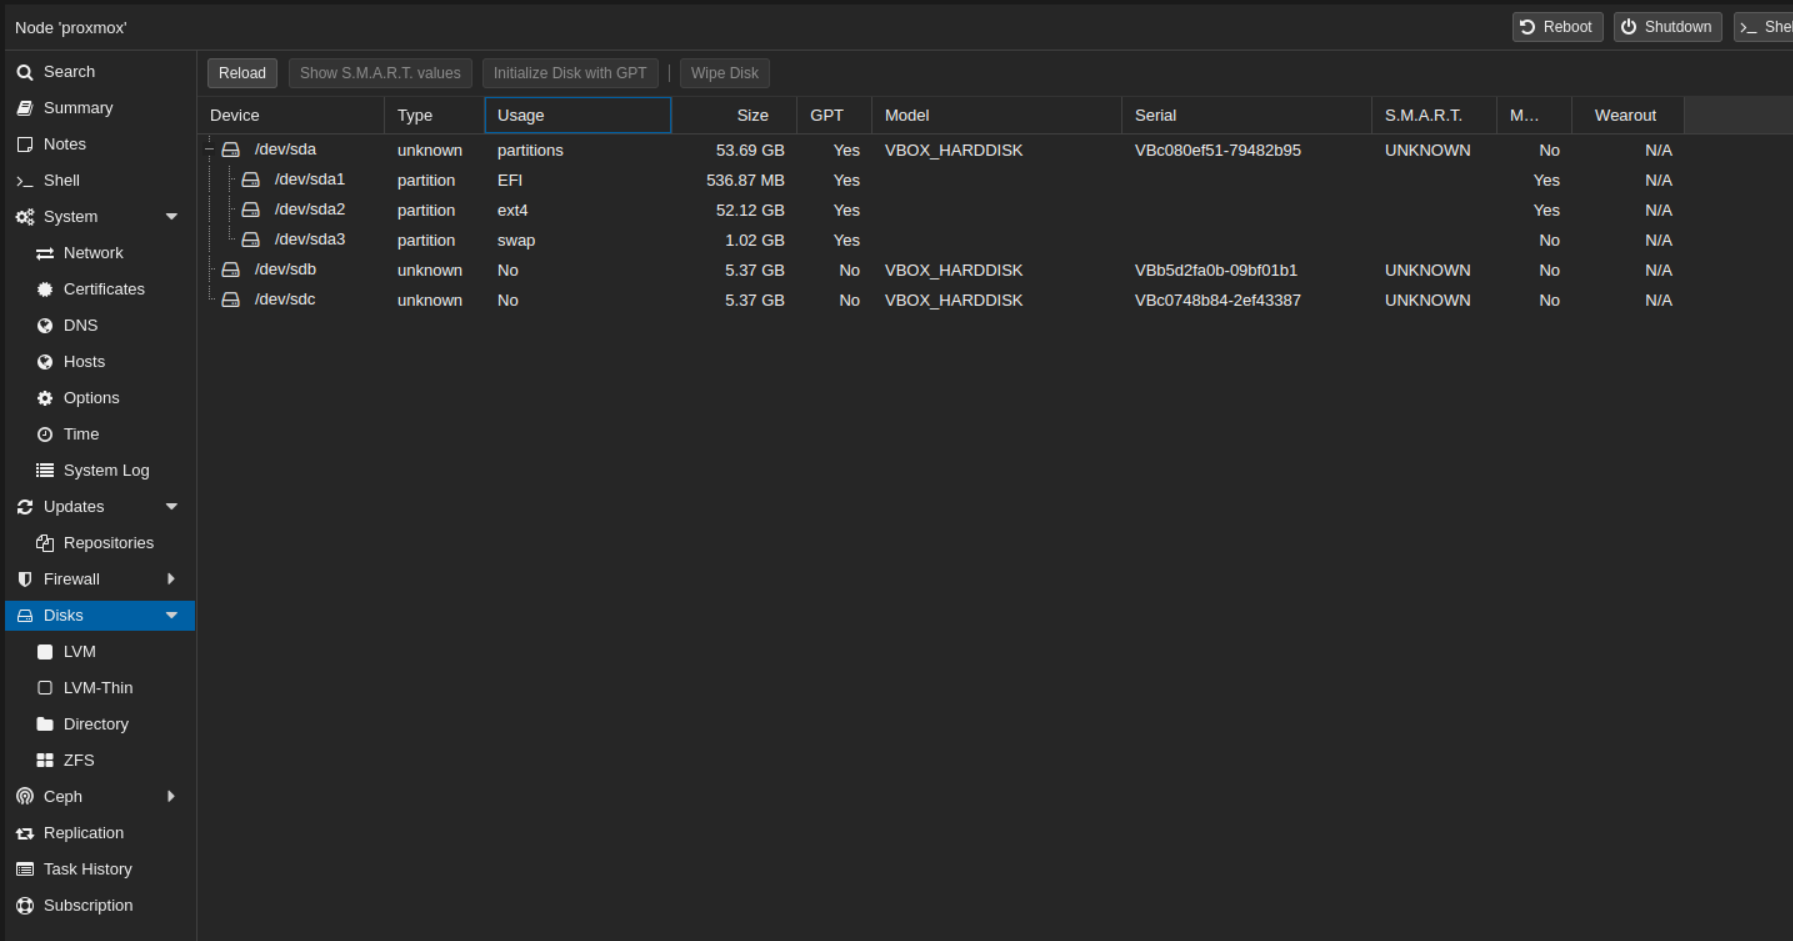 Node 'proxmox'
Reboot
Shutdown
Shel
Search
Summary
Notes
Shell
System
Network
Certificates
DNS
Hosts
Options
Time
System Log
Updates
Repositories
Firewall
Disks
LVM
LVM-Thin
Directory
ZFS
Ceph
Replication
Task History
Subscription
Reload Show S.M.A.R.T. values Initialize Disk with GPT Wipe Disk
Device Type Usage Size GPT Model Serial S.M.A.R.T. M... Wearout
/dev/sda unknown partitions 53.69 GB Yes VBOX_HARDDISK VBc080ef51-79482b95 UNKNOWN No N/A
/dev/sda1 partition EFI 536.87 MB Yes Yes N/A
/dev/sda2 partition ext4 52.12 GB Yes Yes N/A
/dev/sda3 partition swap 1.02 GB Yes No N/A
/dev/sdb unknown No 5.37 GB No VBOX_HARDDISK VBb5d2fa0b-09bf01b1 UNKNOWN No N/A
/dev/sdc unknown No 5.37 GB No VBOX_HARDDISK VBc0748b84-2ef43387 UNKNOWN No N/A